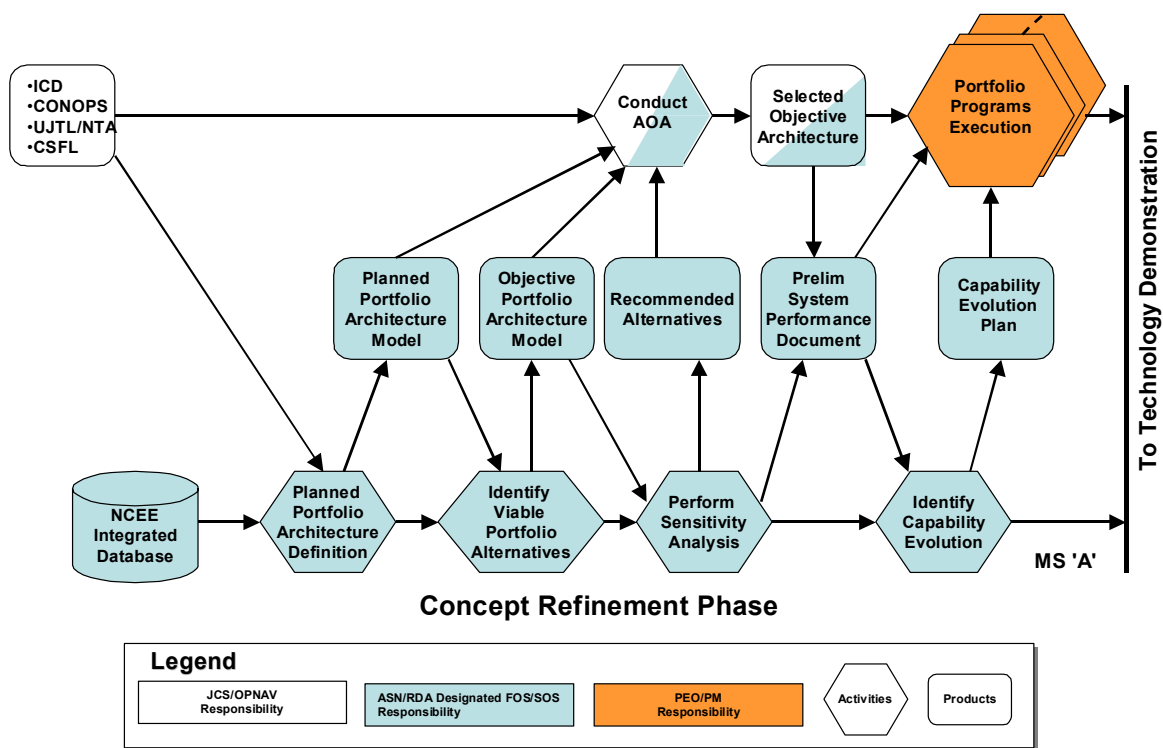 •ICD
•CONOPS
•UJTL/NTA
•CSFL
Conduct
AOA
Selected
Objective
Architecture
Portfolio
Programs
Execution
Planned
Portfolio
Architecture
Model
Objective
Portfolio
Architecture
Model
Recommended
Alternatives
Prelim
System
Performance
Document
Capability
Evolution
Plan
To Technology Demonstration
NCEE
Integrated
Database
Planned
Portfolio
Architecture
Definition
Identify
Viable
Portfolio
Alternatives
Perform
Sensitivity
Analysis
Identify
Capability
Evolution
MS 'A'
Concept Refinement Phase
Legend
JCS/OPNAV
Responsibility
ASN/RDA Designated FOS/SOS
Responsibility
PEO/PM
Responsibility
Activities
Products